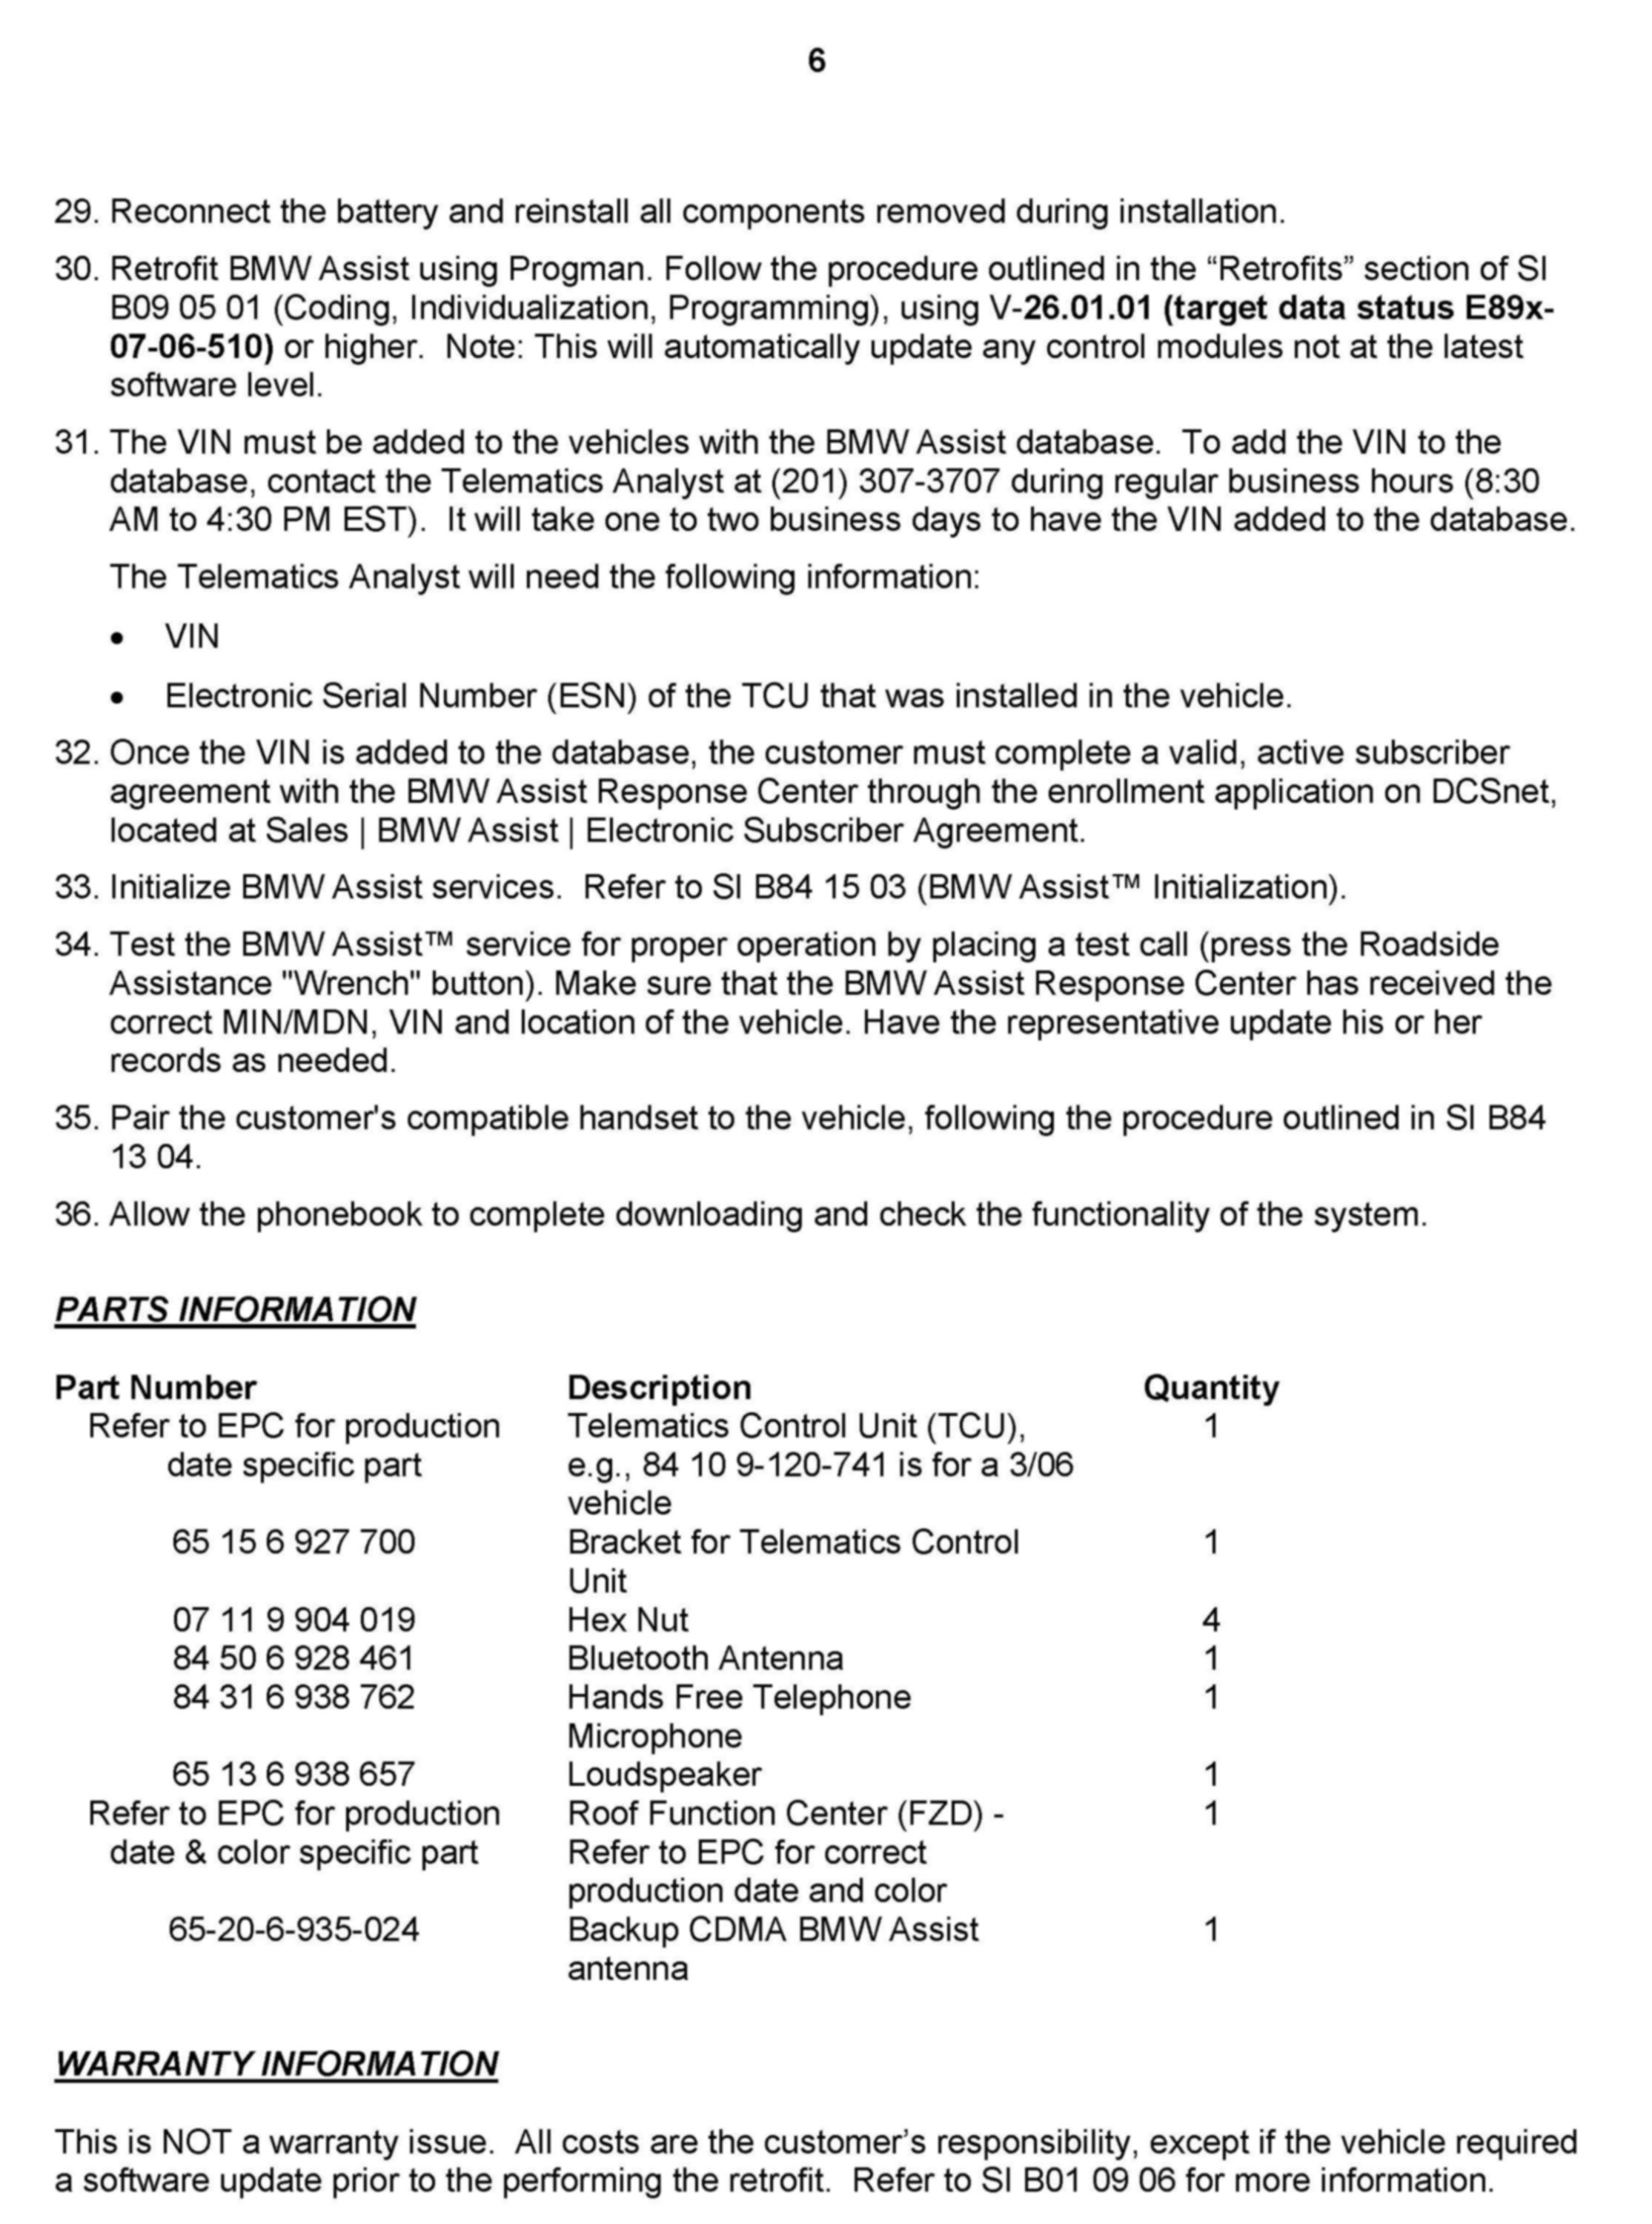 6
29. Reconnect the battery and reinstall all components removed during installation.
30. Retrofit BMW Assist using Progman. Follow the procedure outlined in the “Retrofits” section of SI
B09 05 01 (Coding, Individualization, Programming), using V-26.01.01 (target data status E89x-
07-06-510) or higher.  Note: This will automatically update any control modules not at the latest
software level.
31. The VIN must be added to the vehicles with the BMW Assist database.  To add the VIN to the
database, contact the Telematics Analyst at (201) 307-3707 during regular business hours (8:30
AM to 4:30 PM EST).  It will take one to two business days to have the VIN added to the database.
The Telematics Analyst will need the following information:
• VIN
• Electronic Serial Number (ESN) of the TCU that was installed in the vehicle.
32. Once the VIN is added to the database, the customer must complete a valid, active subscriber
agreement with the BMW Assist Response Center through the enrollment application on DCSnet,
located at Sales | BMW Assist | Electronic Subscriber Agreement.
33. Initialize BMW Assist services.  Refer to SI B84 15 03 (BMW Assist™ Initialization).
34. Test the BMW Assist™ service for proper operation by placing a test call (press the Roadside
Assistance "Wrench" button). Make sure that the BMW Assist Response Center has received the
correct MIN/MDN, VIN and location of the vehicle. Have the representative update his or her
records as needed.
35. Pair the customer's compatible handset to the vehicle, following the procedure outlined in SI B84
13 04.
36. Allow the phonebook to complete downloading and check the functionality of the system.
PARTS INFORMATION
Part Number Description Quantity
Refer to EPC for production Telematics Control Unit (TCU), 1
date specific part e.g., 84 10 9-120-741 is for a 3/06
vehicle
65 15 6 927 700 Bracket for Telematics Control 1
Unit
07 11 9 904 019 Hex Nut 4
84 50 6 928 461 Bluetooth Antenna 1
84 31 6 938 762 Hands Free Telephone 1
Microphone
65 13 6 938 657 Loudspeaker 1
Refer to EPC for production Roof Function Center (FZD) - 1
date & color specific part Refer to EPC for correct
production date and color
65-20-6-935-024 Backup CDMA BMW Assist 1
antenna
WARRANTY INFORMATION
This is NOT a warranty issue.  All costs are the customer’s responsibility, except if the vehicle required
a software update prior to the performing the retrofit.  Refer to SI B01 09 06 for more information.